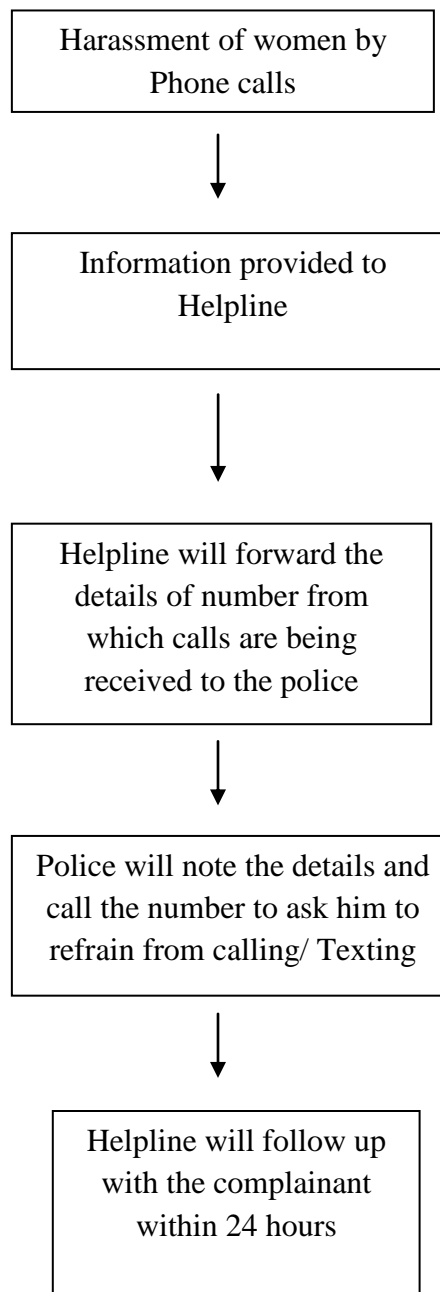 Harassment of women by
Phone calls
Information provided to
Helpline
Helpline will forward the
details of number from
which calls are being
received to the police
Police will note the details and
call the number to ask him to
refrain from calling/ Texting
Helpline will follow up
with the complainant
within 24 hours